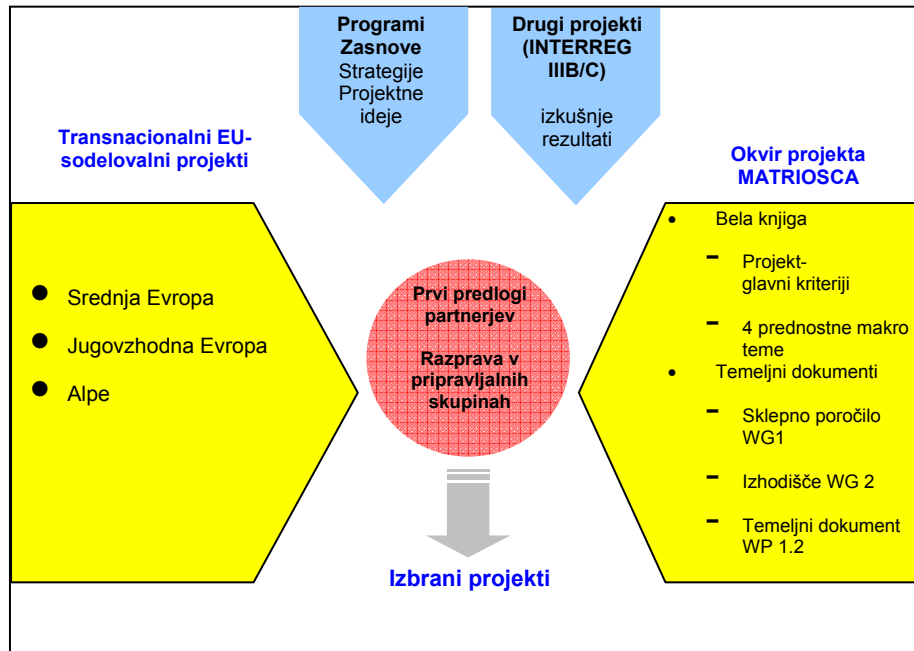 Programi
Zasnove
Strategije
Projektne
ideje
Drugi projekti
(INTERREG
IIIB/C)
izkušnje
rezultati
Transnacionalni EU-
sodelovalni projekti
Okvir projekta
MATRIOSCA
● Srednja Evropa
● Jugovzhodna Evropa
● Alpe
Prvi predlogi
partnerjev
Razprava v
pripravljalnih
skupinah
• Bela knjiga
– Projekt-
glavni kriteriji
– 4 prednostne makro
teme
• Temeljni dokumenti
– Sklepno poročilo
WG1
– Izhodišče WG 2
– Temeljni dokument
WP 1.2
Izbrani projekti